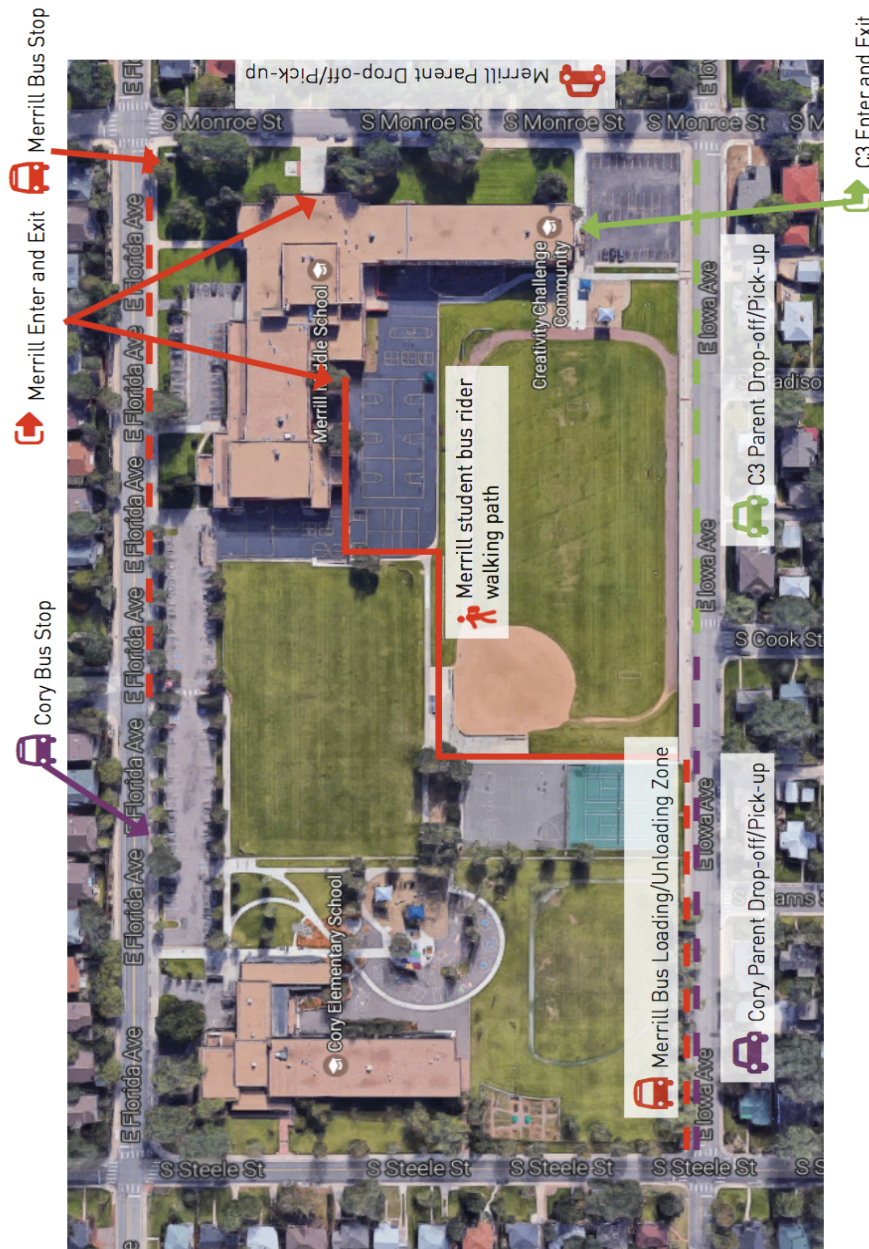 Merrill Bus Stop
Merrill Enter and Exit
Cory Bus Stop
E Fl
E Florida Ave
E Florida Ave
E Florida Ave
E Florida Ave
E Florida Ave
E Florida Ave
E Florida Ave
E Florida Ave
S Monroe St
S Monroe St
S Monroe St
S Monroe St
S M
Merrill Parent Drop-off/Pick-up
Merrill Middle School
Creativity Challenge
Community
Merrill student bus rider
walking path
Cory Elementary School
Merrill Bus Loading/Unloading Zone
E Iow
E Iowa Ave
E Iowa Ave
E Iowa Ave
E Iowa Ave
C3 Parent Drop-off/Pick-up
Cory Parent Drop-off/Pick-up
C3 Enter and Exit
adison
S Cook St
ams S
S Steele St
S Steele St
S Steele St
S Steele St
S S